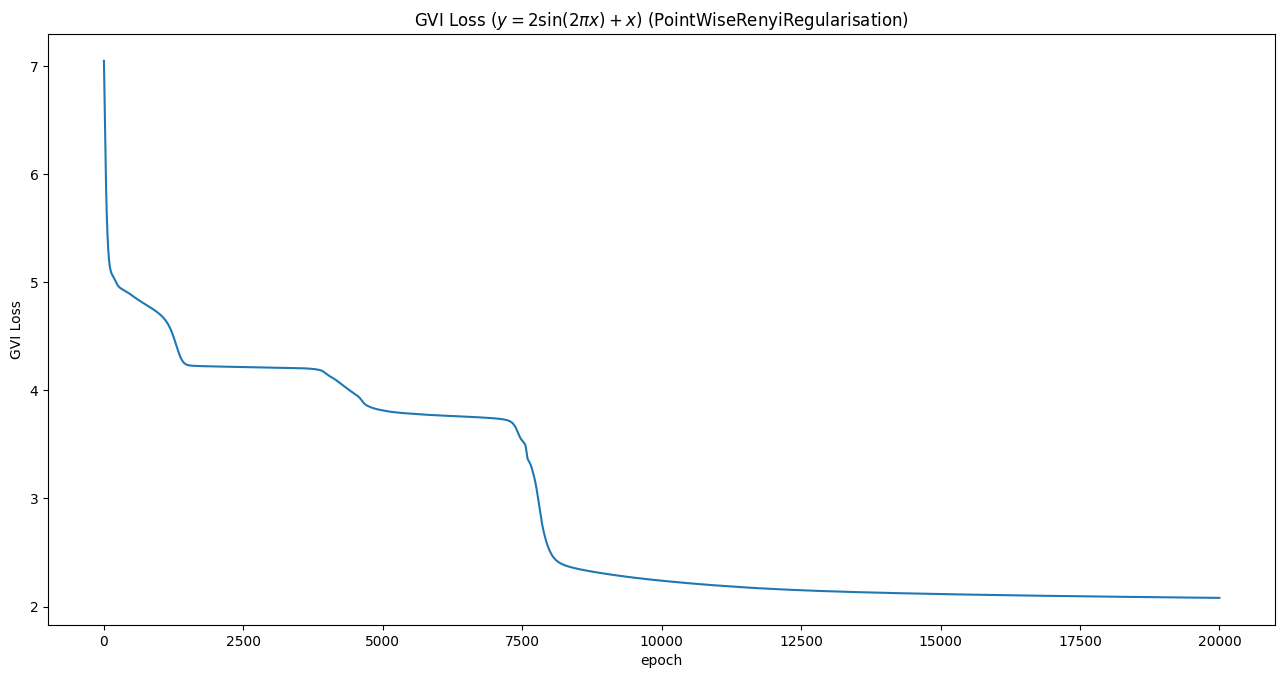 GVI Loss (y = 2sin(2πx) + x) (PointWiseRenyiRegularisation)
7
6
5
4
3
2
GVI Loss
0 2500 5000 7500 10000 12500 15000 17500 20000
epoch